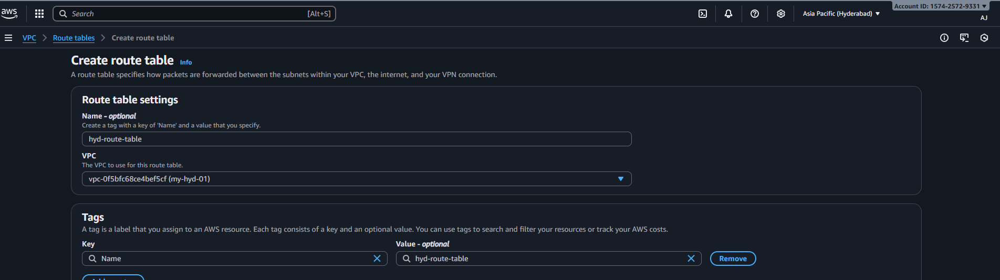 aws Search [Alt+S] Asia Pacific (Hyderabad) Account ID: 1574-2572-9331
AJ
VPC Route tables Create route table
Create route table Info
A route table specifies how packets are forwarded between the subnets within your VPC, the internet, and your VPN connection.
Route table settings
Name - optional
Create a tag with a key of 'Name' and a value that you specify.
hyd-route-table
VPC
The VPC to use for this route table.
vpc-0f5bfc68ce4bef5cf (my-hyd-01)
Tags
A tag is a label that you assign to an AWS resource. Each tag consists of a key and an optional value. You can use tags to search and filter your resources or track your AWS costs.
Key Value - optional
Name hyd-route-table Remove